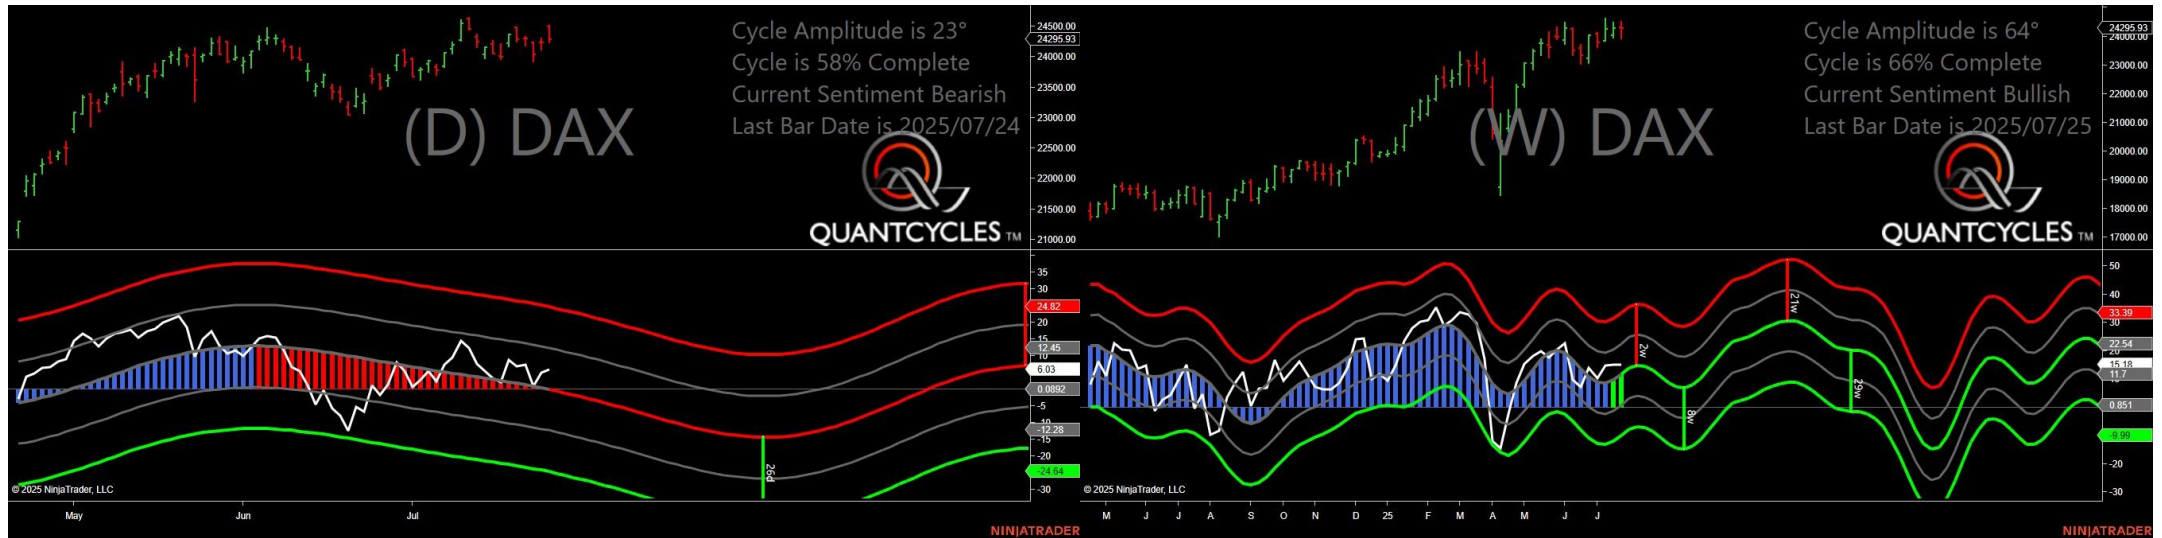 Cycle Amplitude is 23°
Cycle is 58% Complete
Current Sentiment Bearish
Last Bar Date is 2025/07/24
(D) DAX
QUANTCYCLES TM
24500.00
24295.93
24000.00
23500.00
23000.00
22500.00
22000.00
21500.00
21000.00
35
30
24.82
20
15
12.45
10
6.03
0.0892
-5
-12.28
-15
-20
-24.64
-30
26d
© 2025 NinjaTrader, LLC
May Jun Jul
NINJATRADER
Cycle Amplitude is 64°
Cycle is 66% Complete
Current Sentiment Bullish
Last Bar Date is 2025/07/25
(W) DAX
QUANTCYCLES TM
24295.93
24000.00
23000.00
22000.00
21000.00
20000.00
19000.00
18000.00
17000.00
50
40
33.39
30
22.54
20
15.18
11.7
0.851
-9.99
-20
-30
2w
8w
21w
29w
© 2025 NinjaTrader, LLC
M J J A S O N D 25 F M A M J J
NINJATRADER